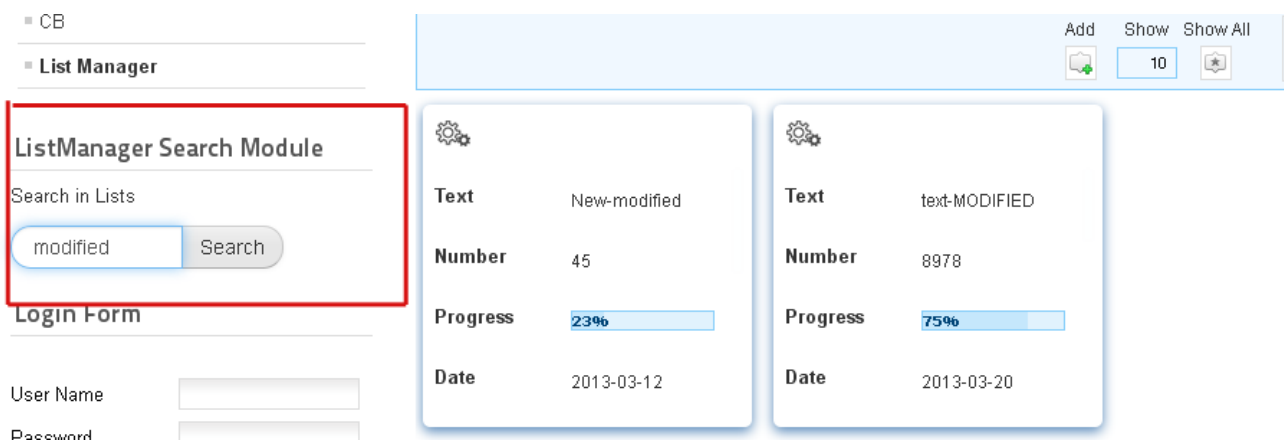 CB
List Manager
ListManager Search Module
Search in Lists
modified Search
Login Form
User Name
Password
Add Show Show All
10
Text New-modified
Number 45
Progress 23%
Date 2013-03-12
Text text-MODIFIED
Number 8978
Progress 75%
Date 2013-03-20